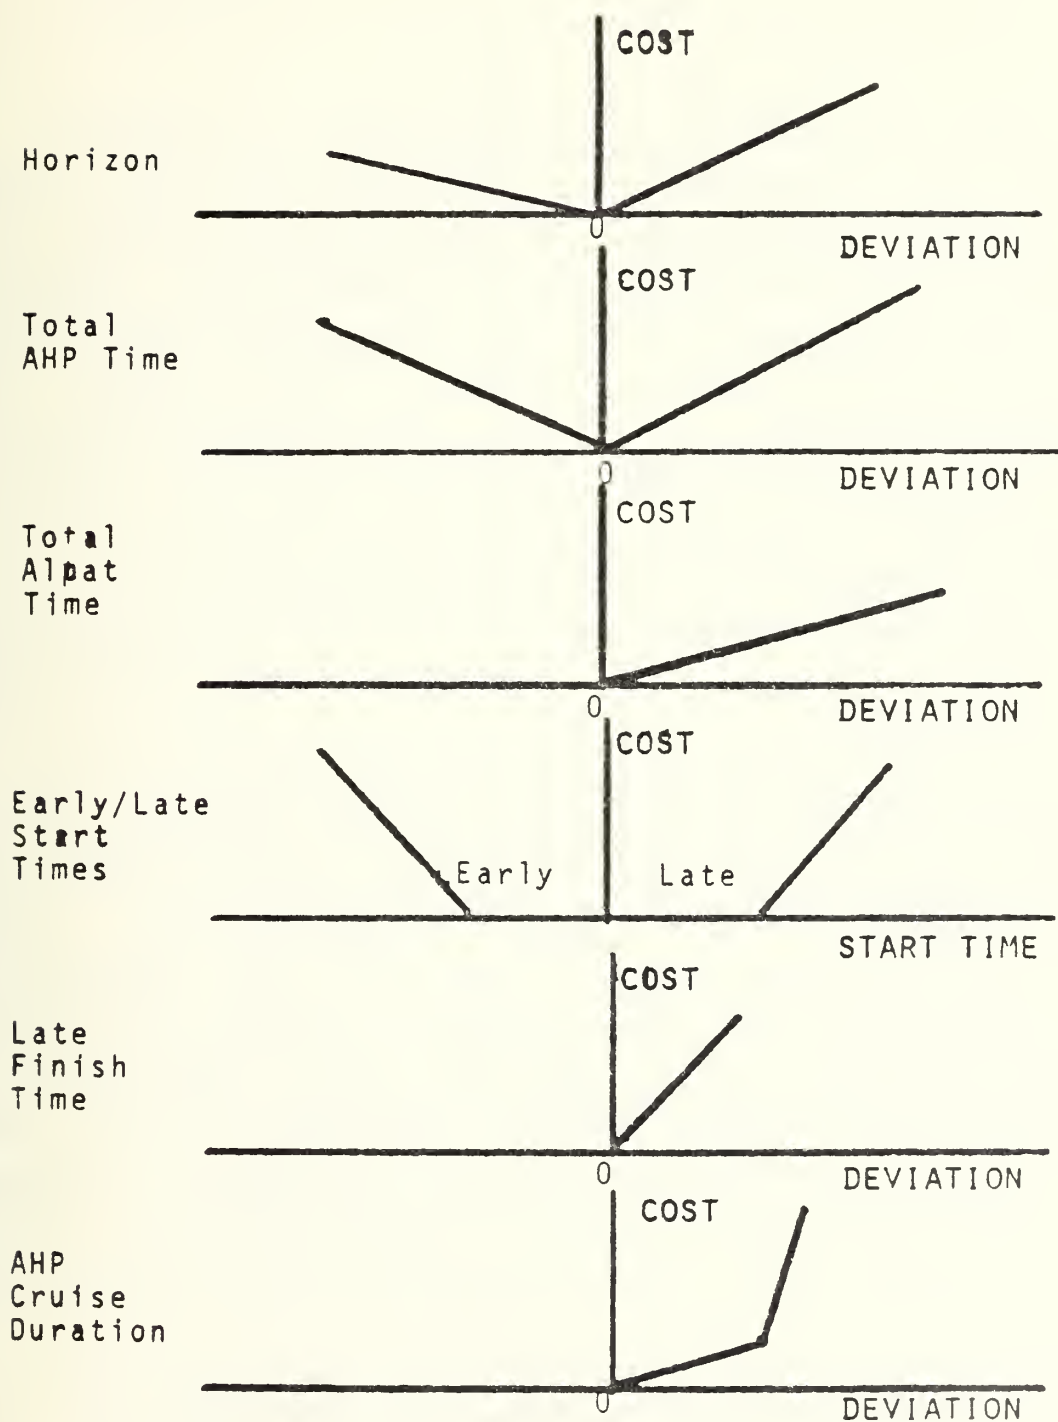 COST
Horizon
0
DEVIATION
COST
Total
AHP Time
0
DEVIATION
COST
Total
Alpat
Time
0
DEVIATION
COST
Early/Late
Start
Times
Early Late
START TIME
COST
Late
Finish
Time
0
DEVIATION
COST
AHP
Cruise
Duration
0
DEVIATION